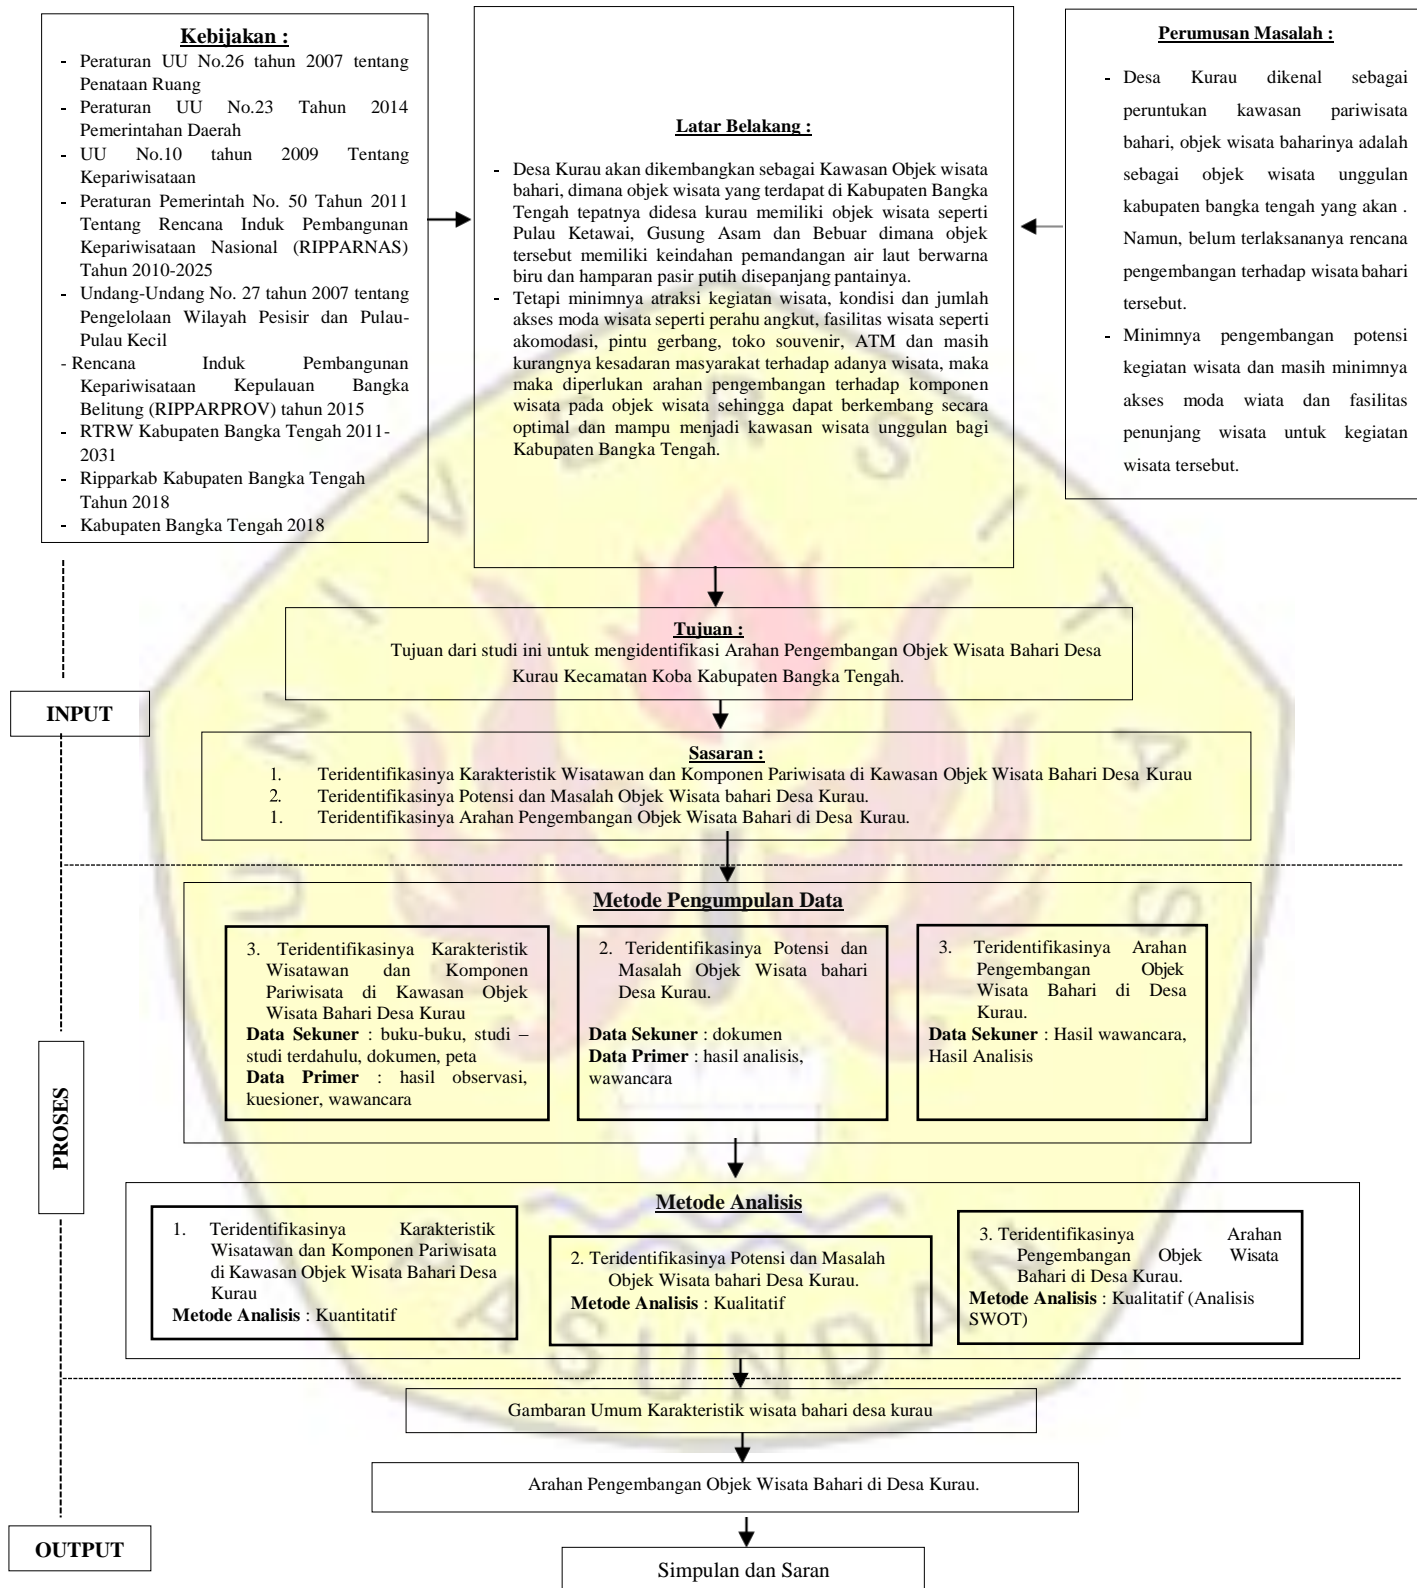 Kebijakan :
- Peraturan UU No.26 tahun 2007 tentang
Penataan Ruang
- Peraturan UU No.23 Tahun 2014
Pemerintahan Daerah
- UU No.10 tahun 2009 Tentang
Kepariwisataan
- Peraturan Pemerintah No. 50 Tahun 2011
Tentang Rencana Induk Pembangunan
Kepariwisataan Nasional (RIPPARNAS)
Tahun 2010-2025
- Undang-Undang No. 27 tahun 2007 tentang
Pengelolaan Wilayah Pesisir dan Pulau-
Pulau Kecil
- Rencana Induk Pembangunan
Kepariwisataan Kepulauan Bangka
Belitung (RIPPARPROV) tahun 2015
- RTRW Kabupaten Bangka Tengah 2011-
2031
- Ripparkab Kabupaten Bangka Tengah
Tahun 2018
- Kabupaten Bangka Tengah 2018
Latar Belakang :
- Desa Kurau akan dikembangkan sebagai Kawasan Objek wisata
bahari, dimana objek wisata yang terdapat di Kabupaten Bangka
Tengah tepatnya didesa kurau memiliki objek wisata seperti
Pulau Ketawai, Gusung Asam dan Bebuar dimana objek
tersebut memiliki keindahan pemandangan air laut berwarna
biru dan hamparan pasir putih disepanjang pantainya.
- Tetapi minimnya atraksi kegiatan wisata, kondisi dan jumlah
akses moda wisata seperti perahu angkut, fasilitas wisata seperti
akomodasi, pintu gerbang, toko souvenir, ATM dan masih
kurangnya kesadaran masyarakat terhadap adanya wisata, maka
maka diperlukan arahan pengembangan terhadap komponen
wisata pada objek wisata sehingga dapat berkembang secara
optimal dan mampu menjadi kawasan wisata unggulan bagi
Kabupaten Bangka Tengah.
Perumusan Masalah :
- Desa Kurau dikenal sebagai
peruntukan kawasan pariwisata
bahari, objek wisata baharinya adalah
sebagai objek wisata unggulan
kabupaten bangka tengah yang akan .
Namun, belum terlaksananya rencana
pengembangan terhadap wisata bahari
tersebut.
- Minimnya pengembangan potensi
kegiatan wisata dan masih minimnya
akses moda wiata dan fasilitas
penunjang wisata untuk kegiatan
wisata tersebut.
Tujuan :
Tujuan dari studi ini untuk mengidentifikasi Arahan Pengembangan Objek Wisata Bahari Desa
Kurau Kecamatan Koba Kabupaten Bangka Tengah.
INPUT
Sasaran :
1. Teridentifikasinya Karakteristik Wisatawan dan Komponen Pariwisata di Kawasan Objek Wisata Bahari Desa Kurau
2. Teridentifikasinya Potensi dan Masalah Objek Wisata bahari Desa Kurau.
1. Teridentifikasinya Arahan Pengembangan Objek Wisata Bahari di Desa Kurau.
Metode Pengumpulan Data
3. Teridentifikasinya Karakteristik
Wisatawan dan Komponen
Pariwisata di Kawasan Objek
Wisata Bahari Desa Kurau
Data Sekuner : buku-buku, studi –
studi terdahulu, dokumen, peta
Data Primer : hasil observasi,
kuesioner, wawancara
2. Teridentifikasinya Potensi dan
Masalah Objek Wisata bahari
Desa Kurau.
Data Sekuner : dokumen
Data Primer : hasil analisis,
wawancara
3. Teridentifikasinya Arahan
Pengembangan Objek
Wisata Bahari di Desa
Kurau.
Data Sekuner : Hasil wawancara,
Hasil Analisis
PROSES
Metode Analisis
1. Teridentifikasinya Karakteristik
Wisatawan dan Komponen Pariwisata
di Kawasan Objek Wisata Bahari Desa
Kurau
Metode Analisis : Kuantitatif
2. Teridentifikasinya Potensi dan Masalah
Objek Wisata bahari Desa Kurau.
Metode Analisis : Kualitatif
3. Teridentifikasinya Arahan
Pengembangan Objek Wisata
Bahari di Desa Kurau.
Metode Analisis : Kualitatif (Analisis
SWOT)
Gambaran Umum Karakteristik wisata bahari desa kurau
Arahan Pengembangan Objek Wisata Bahari di Desa Kurau.
OUTPUT
Simpulan dan Saran
UNIVERSITAS
PASUNDAN